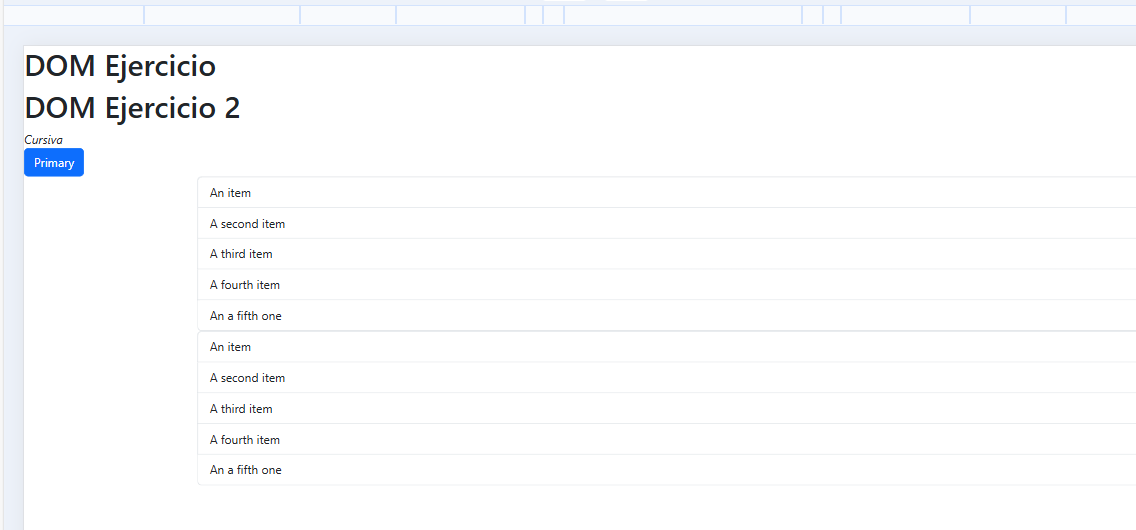 DOM Ejercicio
DOM Ejercicio 2
Cursiva
Primary
An item
A second item
A third item
A fourth item
An a fifth one
An item
A second item
A third item
A fourth item
An a fifth one